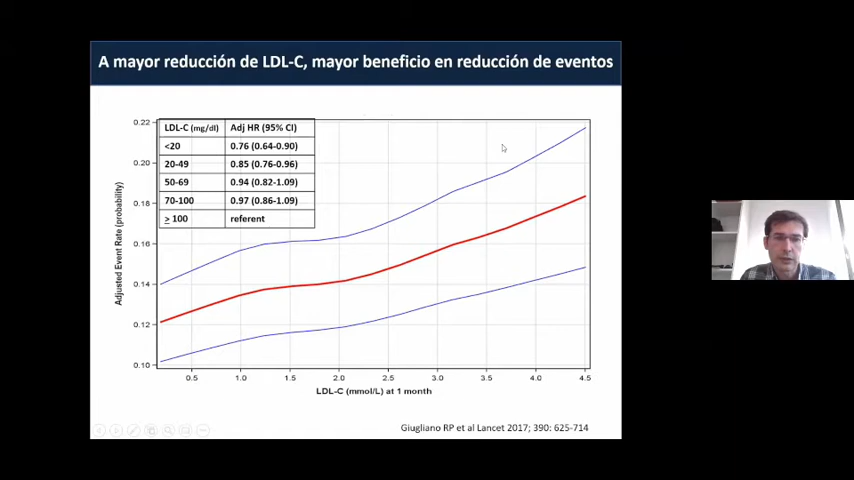 A mayor reducción de LDL-C, mayor beneficio en reducción de eventos
LDL-C (mg/dl) Adj HR (95% CI)
<20 0.76 (0.64-0.90)
20-49 0.85 (0.76-0.96)
50-69 0.94 (0.82-1.09)
70-100 0.97 (0.86-1.09)
≥ 100 referent
Adjusted Event Rate (probability)
0.22
0.20
0.18
0.16
0.14
0.12
0.10
0.5 1.0 1.5 2.0 2.5 3.0 3.5 4.0 4.5
LDL-C (mmol/L) at 1 month
Giugliano RP et al Lancet 2017; 390: 625-714